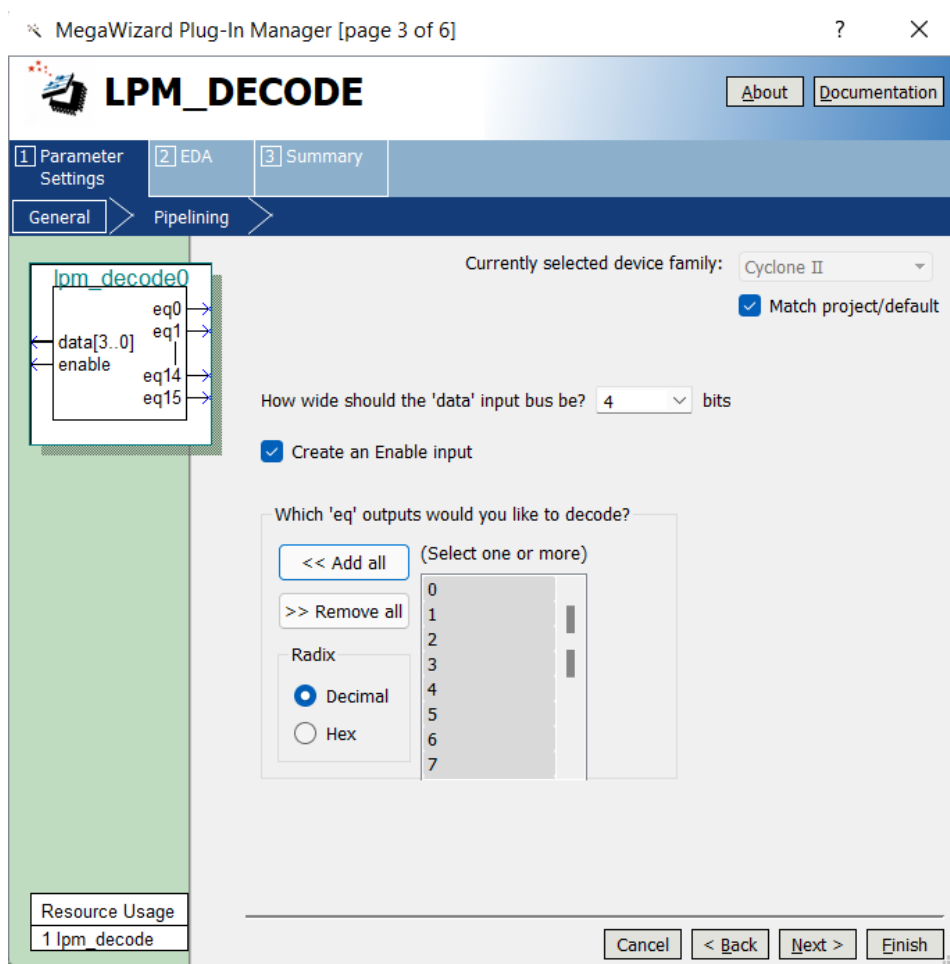 MegaWizard Plug-In Manager [page 3 of 6]
?
LPM_DECODE
About
Documentation
1 Parameter Settings
2 EDA
3 Summary
General
Pipelining
lpm_decode0
eq0
eq1
data[3..0]
enable
eq14
eq15
Currently selected device family:
Cyclone II
Match project/default
How wide should the 'data' input bus be? 4 bits
Create an Enable input
Which 'eq' outputs would you like to decode?
<< Add all
(Select one or more)
>> Remove all
Radix
Decimal
Hex
0
1
2
3
4
5
6
7
Resource Usage
1 lpm_decode
Cancel
< Back
Next >
Finish